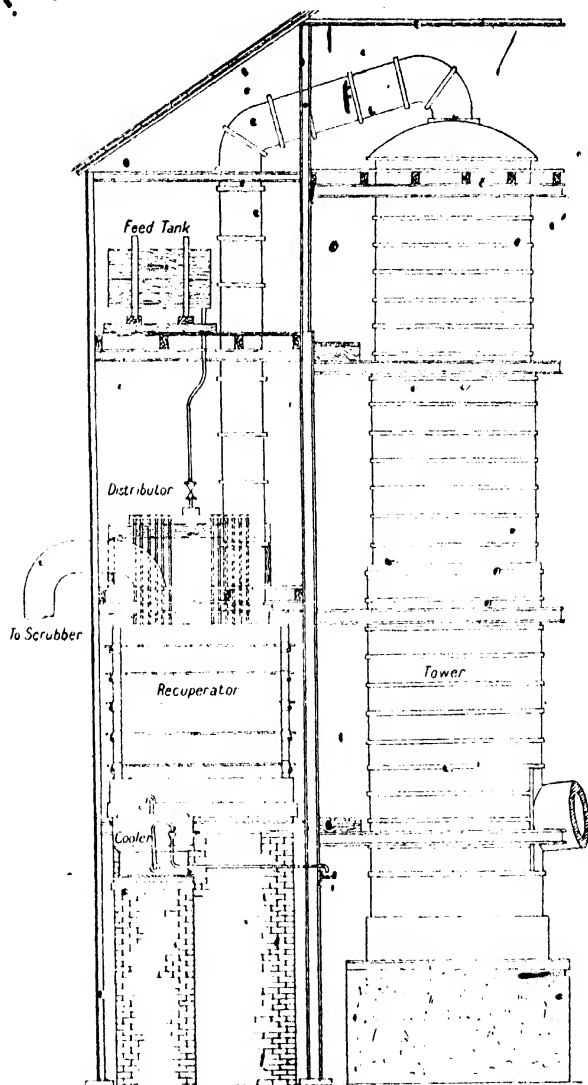 Feed Tank
Distributor
To Scrubber
Recuperator
Tower
Cooler